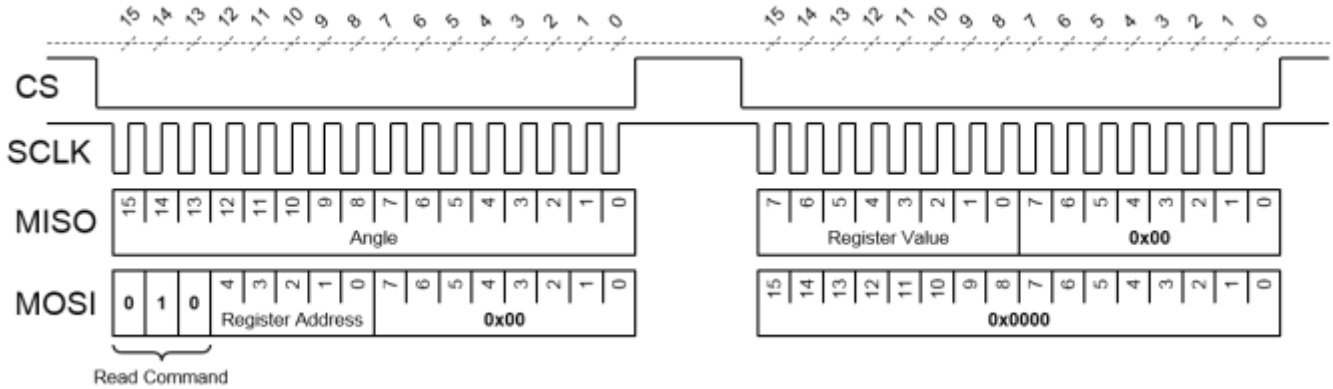 15 14 13 12 11 10 9 8 7 6 5 4 3 2 1 0 15 14 13 12 11 10 9 8 7 6 5 4 3 2 1 0
CS
SCLK
MISO 15 14 13 12 11 10 9 8 7 6 5 4 3 2 1 0 7 6 5 4 3 2 1 0 7 6 5 4 3 2 1 0
Angle Register Value 0x00
MOSI 0 1 0 4 3 2 1 0 7 6 5 4 3 2 1 0 15 14 13 12 11 10 9 8 7 6 5 4 3 2 1 0
Register Address 0x00 0x0000
Read Command